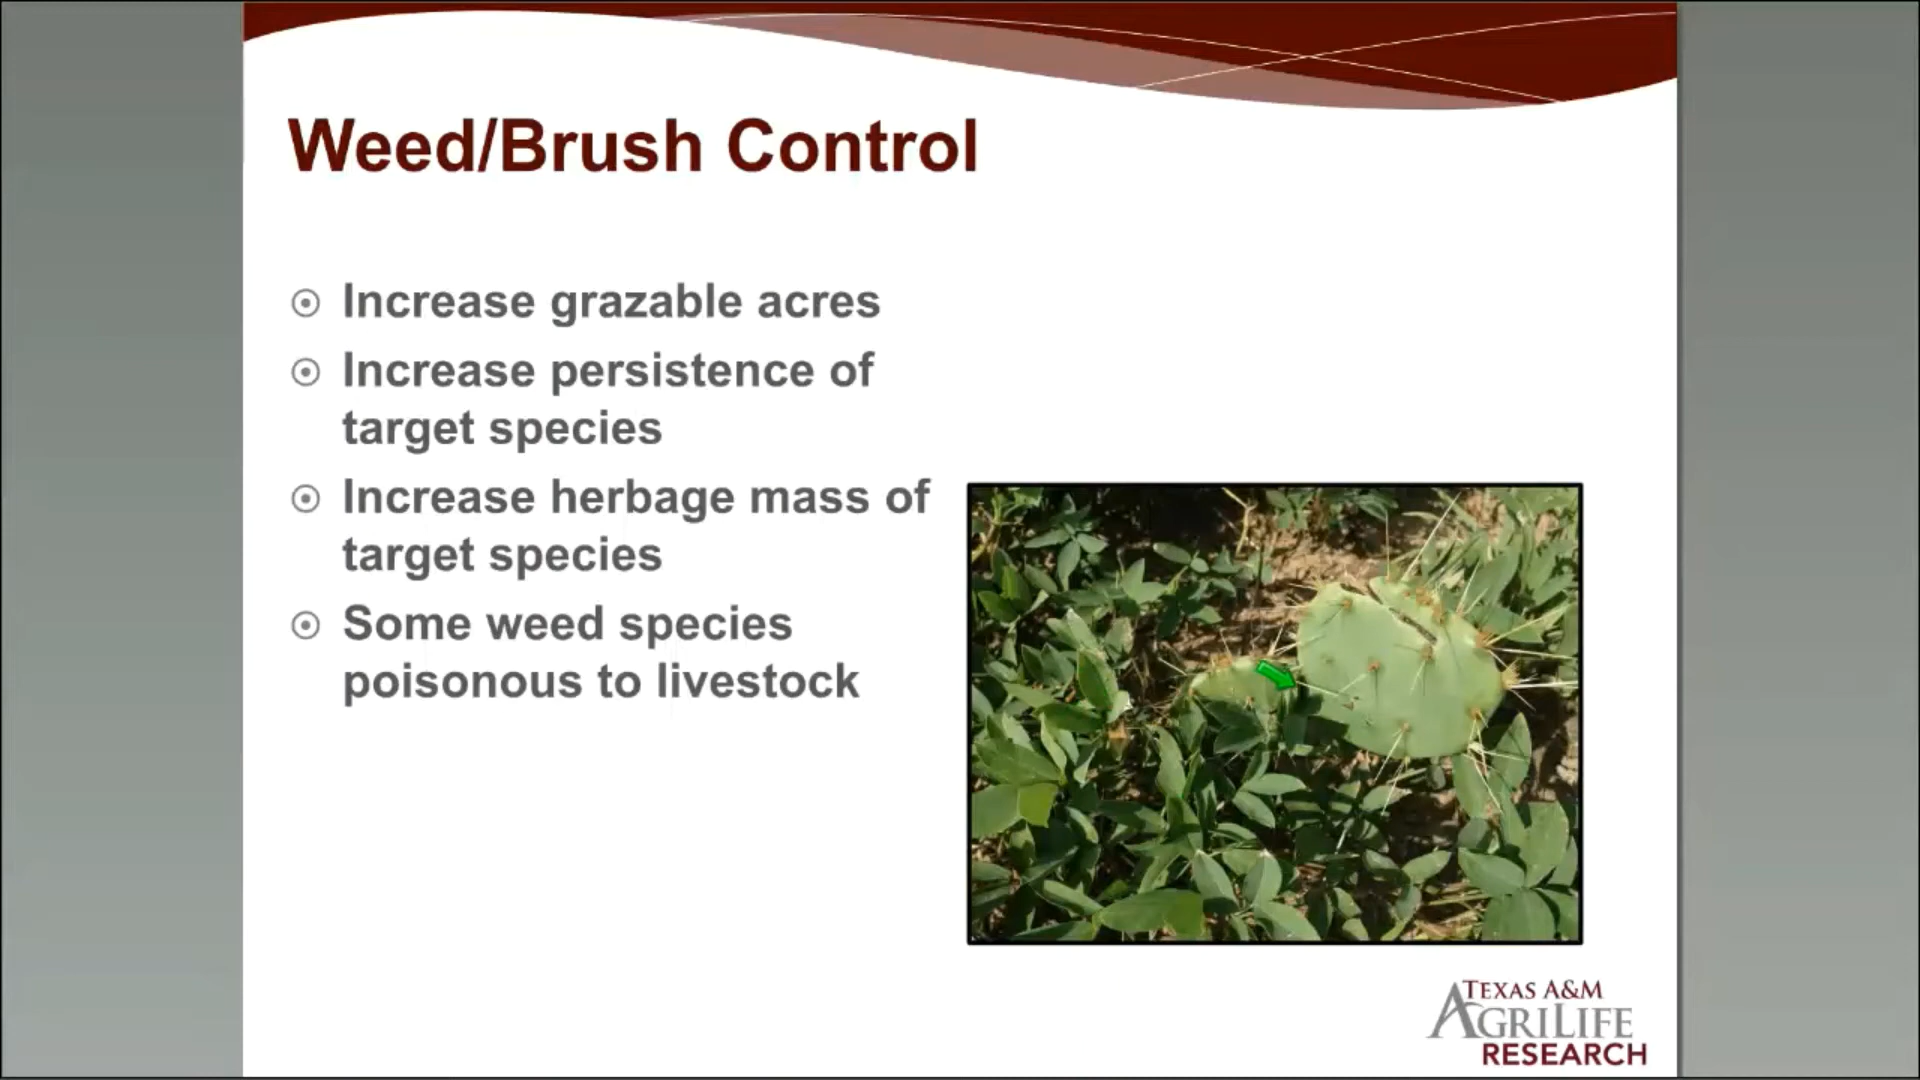 Weed/Brush Control
Increase grazable acres
Increase persistence of
target species
Increase herbage mass of
target species
Some weed species
poisonous to livestock
TEXAS A&M
AGRILIFE
RESEARCH